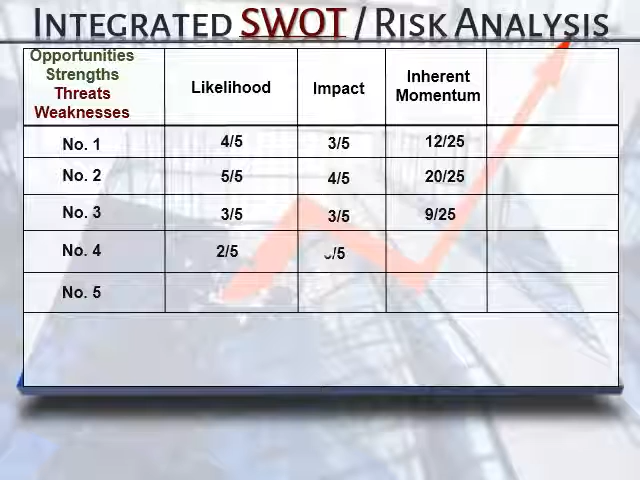 INTEGRATED SWOT / RISK ANALYSIS
Opportunities
Strengths
Threats
Weaknesses
Likelihood
Impact
Inherent
Momentum
No. 1 4/5 3/5 12/25
No. 2 5/5 4/5 20/25
No. 3 3/5 3/5 9/25
No. 4 2/5 /5
No. 5